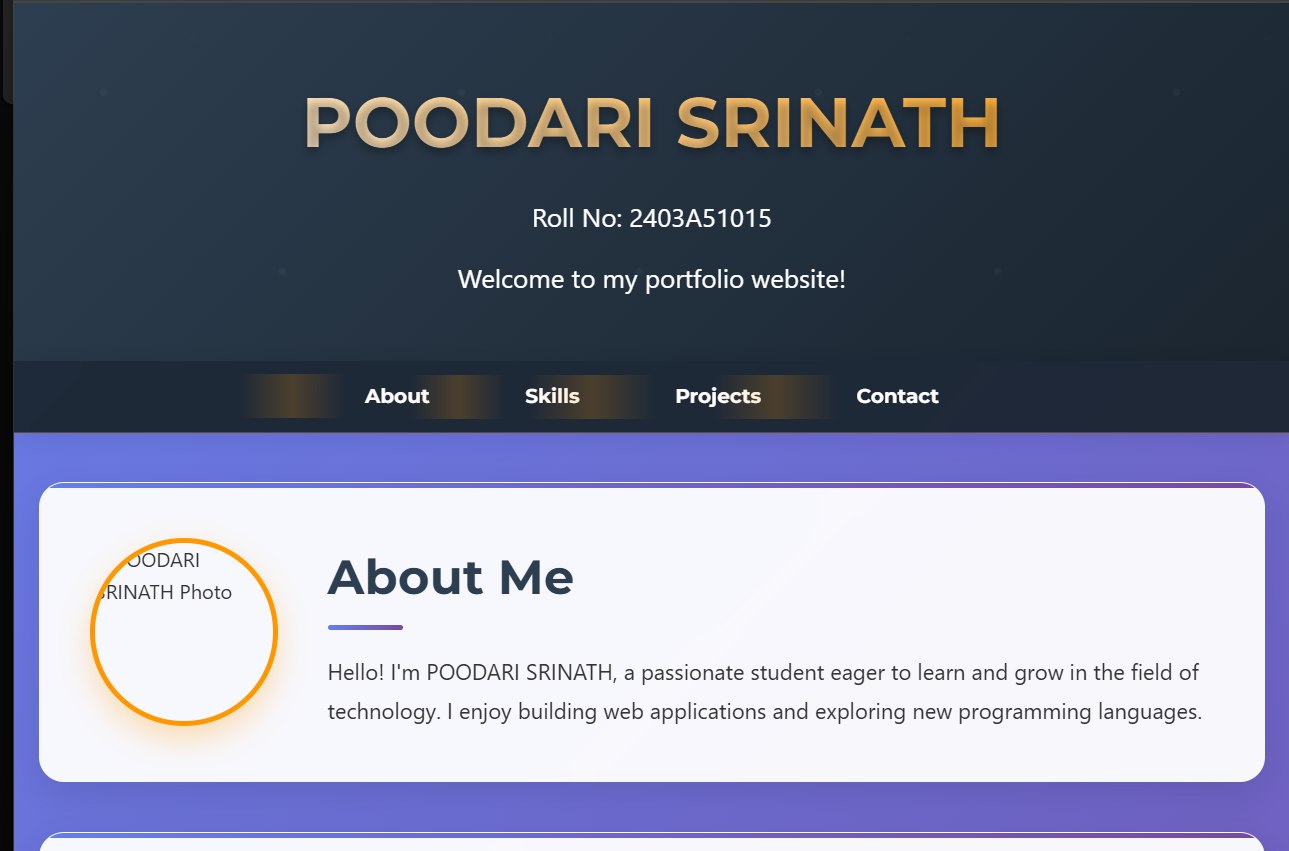 POODARI SRINATH
Roll No: 2403A51015
Welcome to my portfolio website!
About Skills Projects Contact
OODARI
SRINATH Photo
About Me
Hello! I'm POODARI SRINATH, a passionate student eager to learn and grow in the field of
technology. I enjoy building web applications and exploring new programming languages.